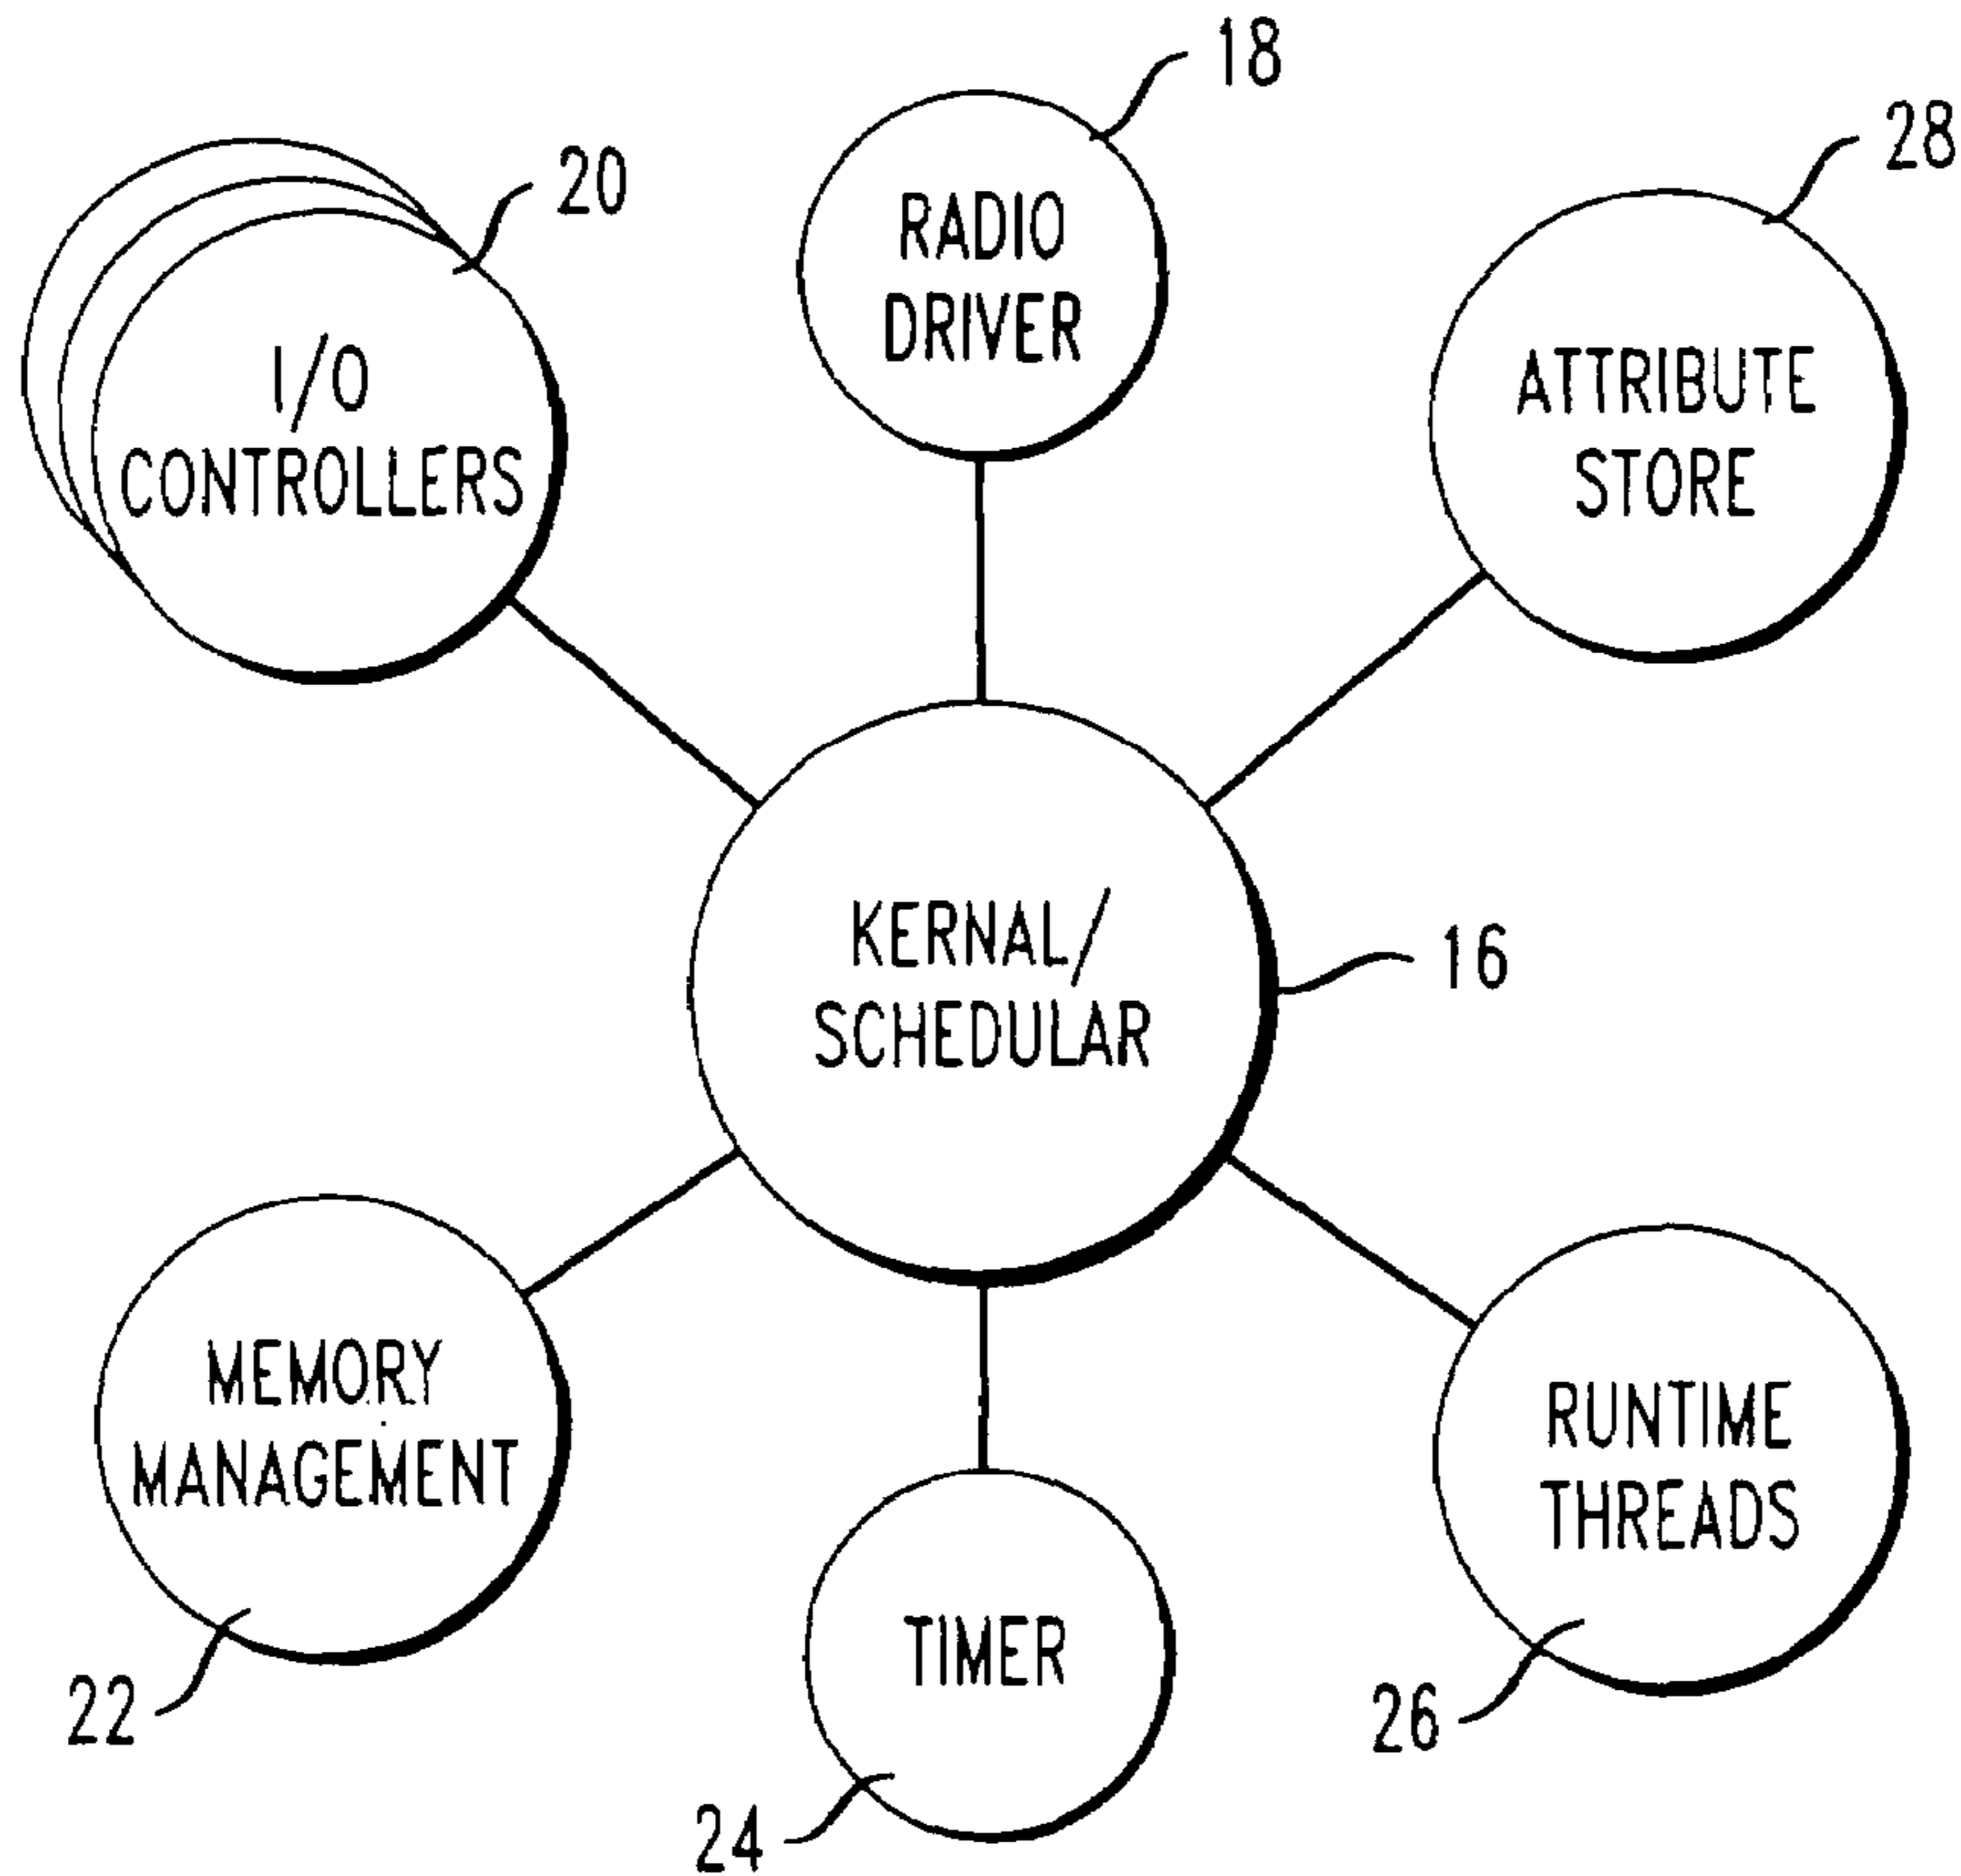 18
28
20
RADIO
DRIVER
I/O
CONTROLLERS
ATTRIBUTE
STORE
KERNAL/
SCHEDULAR
16
MEMORY
MANAGEMENT
RUNTIME
THREADS
TIMER
22
26
24